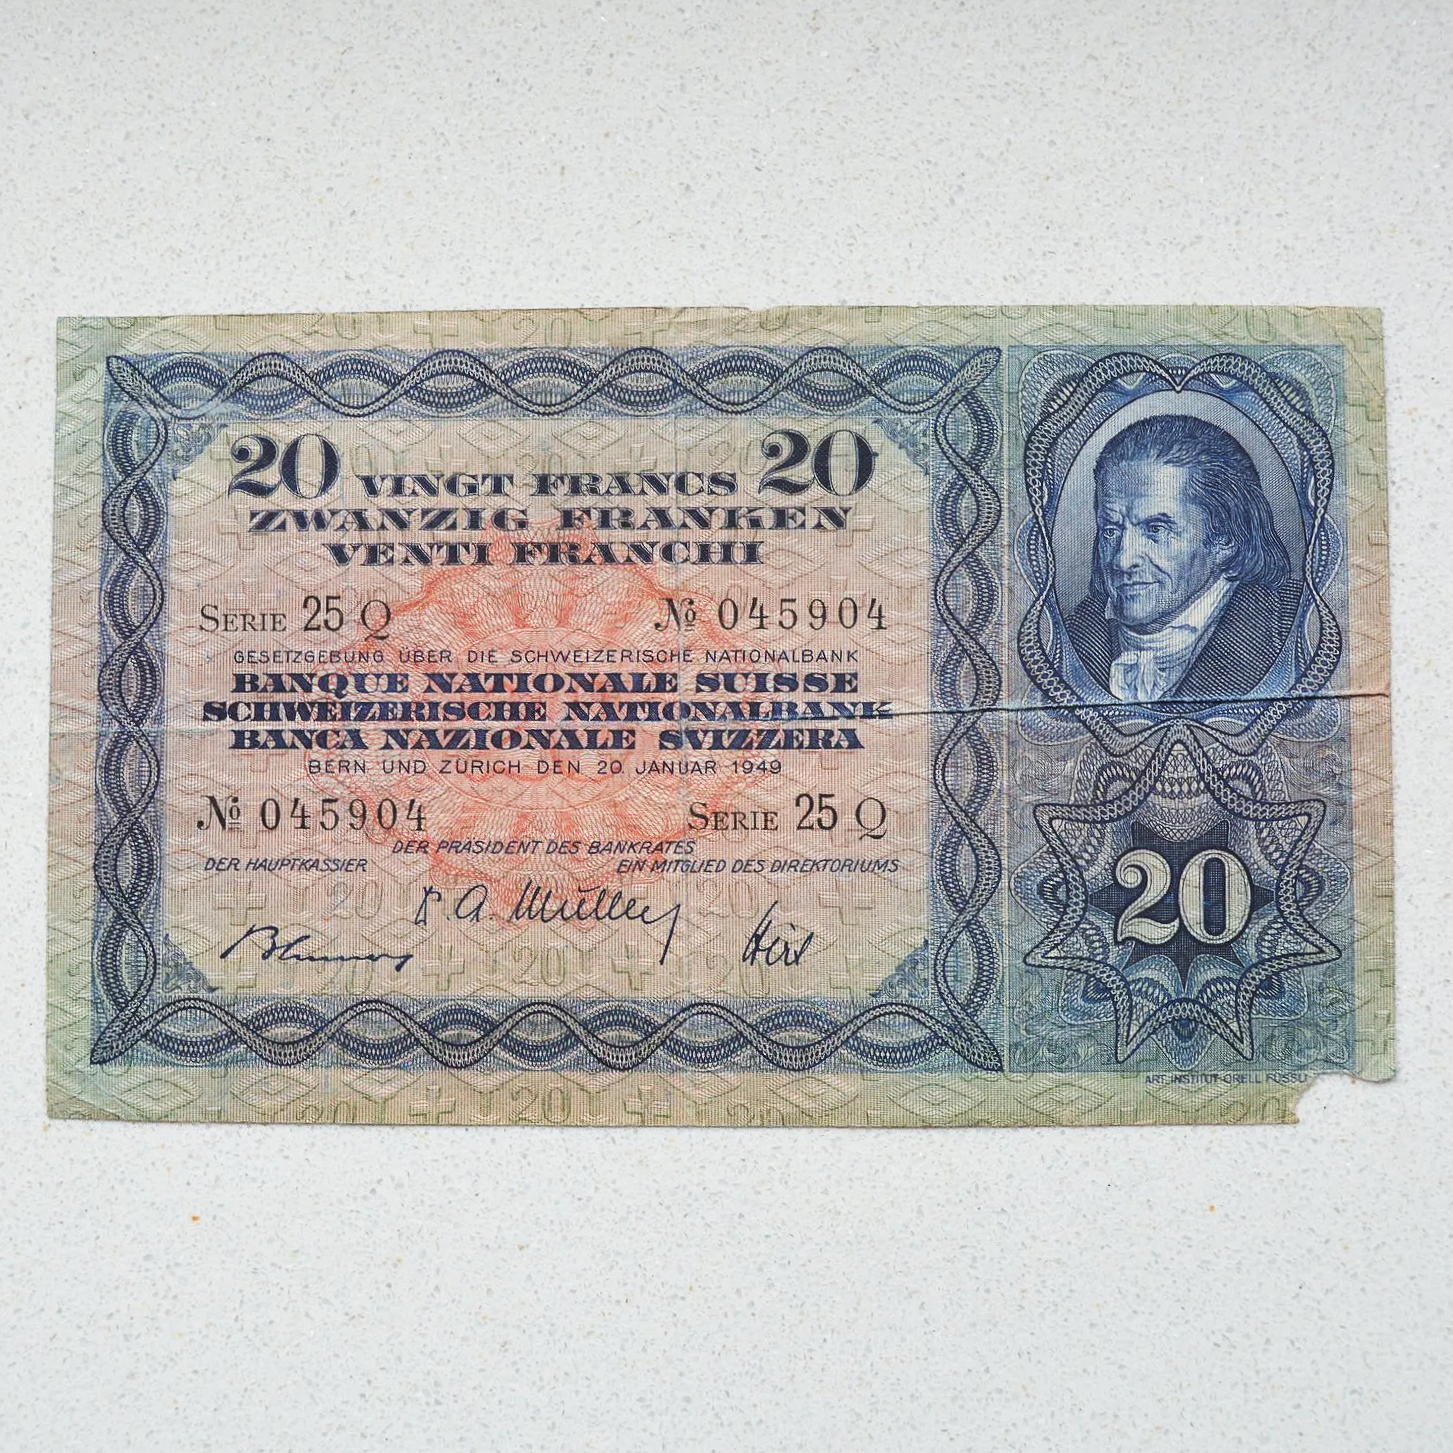 20 VINGT FRANCS 20
ZWANZIG FRANKEN
VENTI FRANCHI
SERIE 25 Q № 045904
GESETZGEBUNG ÜBER DIE SCHWEIZERISCHE NATIONALBANK
BANQUE NATIONALE SUISSE
SCHWEIZERISCHE NATIONALBANK
BANCA NAZIONALE SVIZZERA
BERN UND ZÜRICH DEN 20. JANUAR 1949
№ 045904 SERIE 25 Q
DER PRÄSIDENT DES BANKRATES
DER HAUPTKASSIER EIN MITGLIED DES DIREKTORIUMS
Dr A. Müller
20
ART. INSTITUT ORELL FÜSSLI